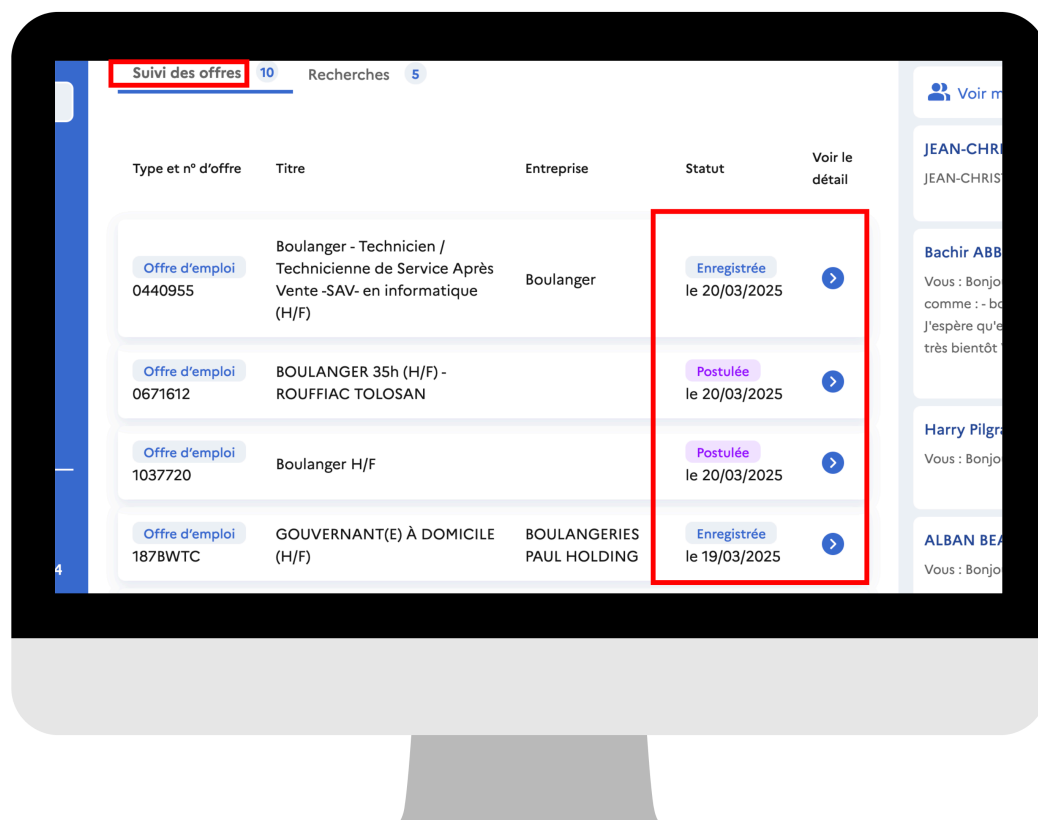 Suivi des offres 10 Recherches 5
Type et n° d'offre Titre Entreprise Statut Voir le détail
Offre d'emploi
0440955
Boulanger - Technicien /
Technicienne de Service Après
Vente -SAV- en informatique
(H/F)
Boulanger
Enregistrée
le 20/03/2025
Offre d'emploi
0671612
BOULANGER 35h (H/F) -
ROUFFIAC TOLOSAN
Postulée
le 20/03/2025
Offre d'emploi
1037720
Boulanger H/F
Postulée
le 20/03/2025
Offre d'emploi
187BWTC
GOUVERNANT(E) À DOMICILE
(H/F)
BOULANGERIES
PAUL HOLDING
Enregistrée
le 19/03/2025
4
Voir m
JEAN-CHRI
JEAN-CHRIS
Bachir ABB
Vous : Bonjo
comme : - bo
J'espère qu'e
très bientôt
Harry Pilgra
Vous : Bonjo
ALBAN BEA
Vous : Bonjo